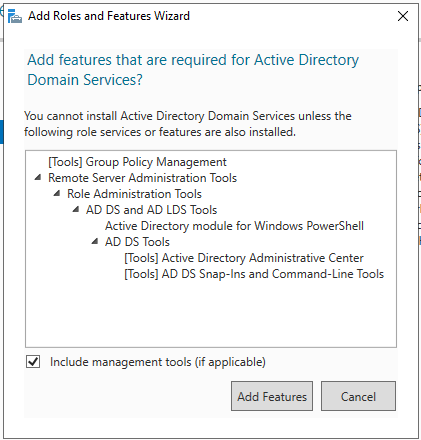 Add Roles and Features Wizard
Add features that are required for Active Directory
Domain Services?
You cannot install Active Directory Domain Services unless the
following role services or features are also installed.
[Tools] Group Policy Management
Remote Server Administration Tools
Role Administration Tools
AD DS and AD LDS Tools
Active Directory module for Windows PowerShell
AD DS Tools
[Tools] Active Directory Administrative Center
[Tools] AD DS Snap-Ins and Command-Line Tools
Include management tools (if applicable)
Add Features
Cancel